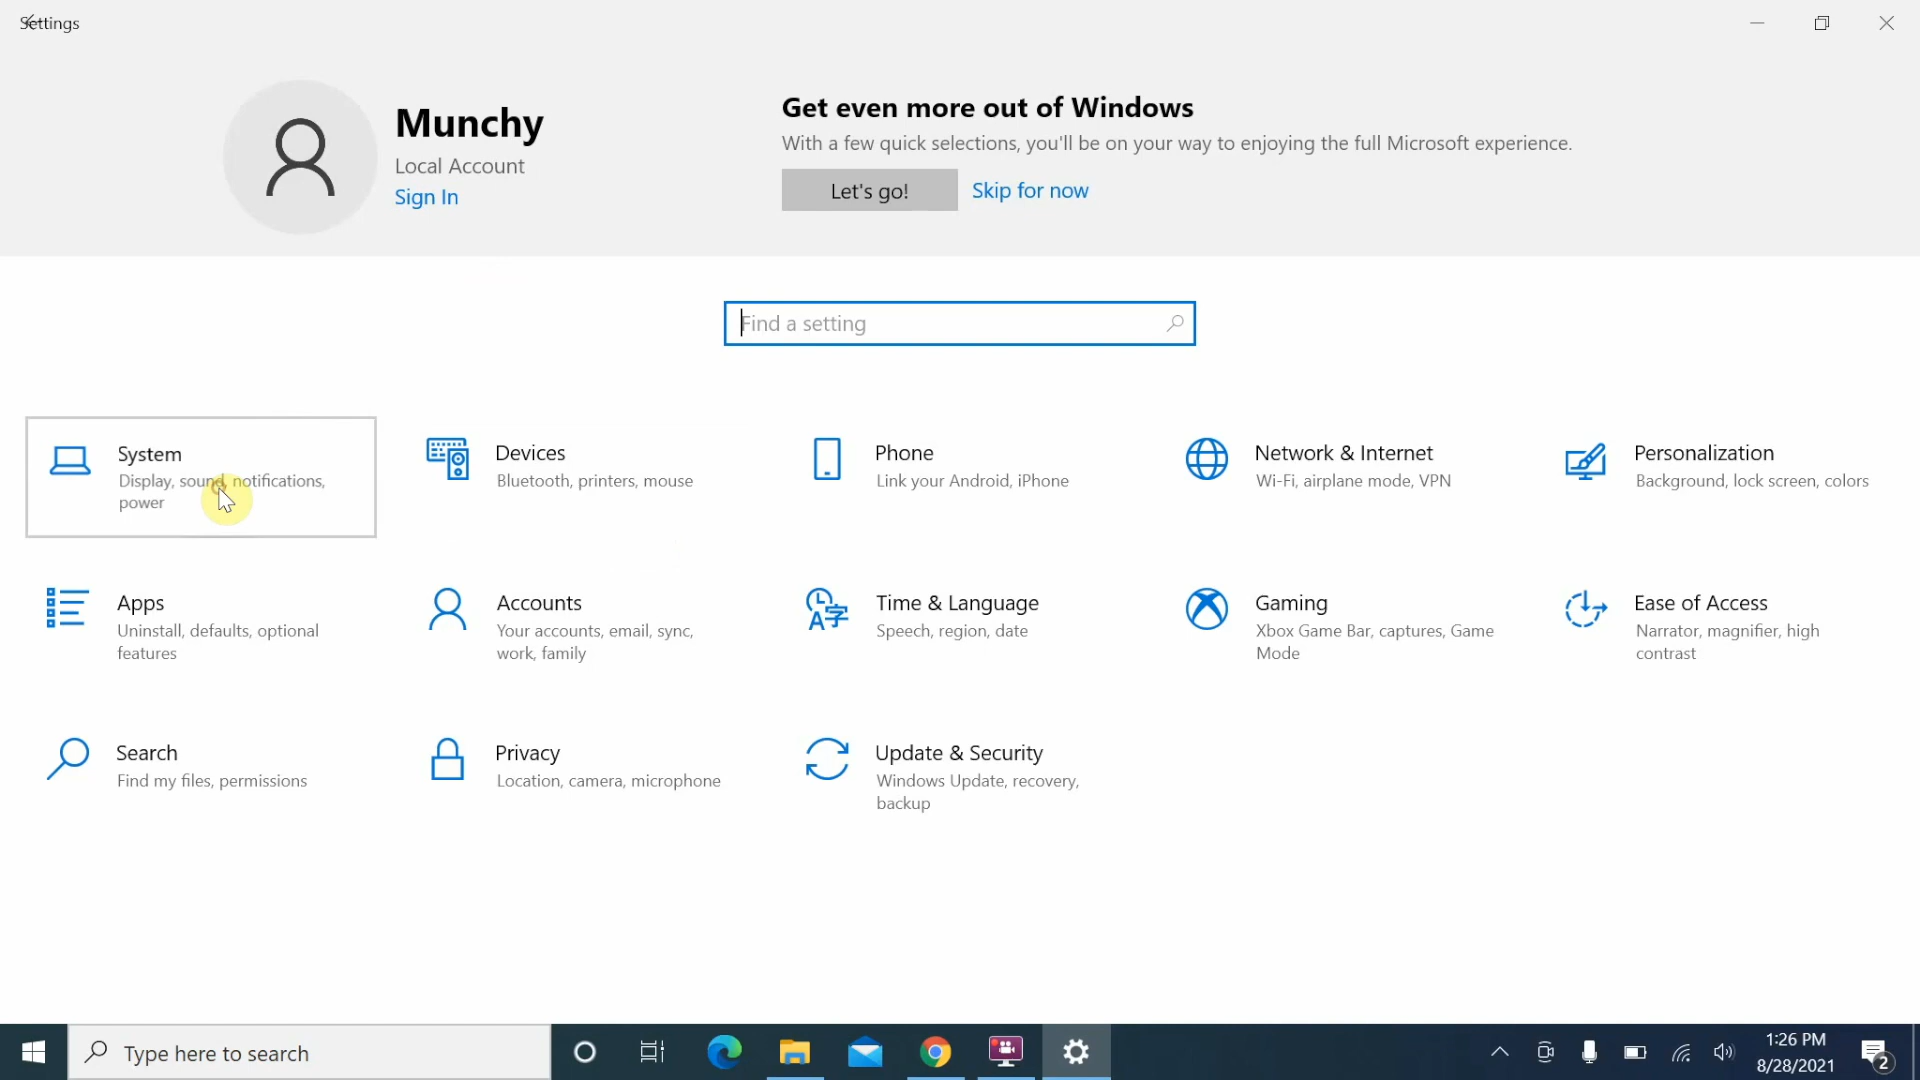 Settings
Munchy
Local Account
Sign In
Get even more out of Windows
With a few quick selections, you'll be on your way to enjoying the full Microsoft experience.
Let's go!
Skip for now
Find a setting
System
Display, sound, notifications,
power
Devices
Bluetooth, printers, mouse
Phone
Link your Android, iPhone
Network & Internet
Wi-Fi, airplane mode, VPN
Personalization
Background, lock screen, colors
Apps
Uninstall, defaults, optional
features
Accounts
Your accounts, email, sync,
work, family
Time & Language
Speech, region, date
Gaming
Xbox Game Bar, captures, Game
Mode
Ease of Access
Narrator, magnifier, high
contrast
Search
Find my files, permissions
Privacy
Location, camera, microphone
Update & Security
Windows Update, recovery,
backup
Type here to search
1:26 PM
8/28/2021
2